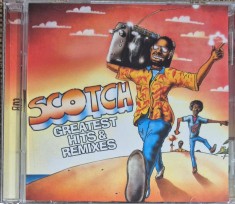 SCOTCH
GREATEST
HITS &
REMIXES